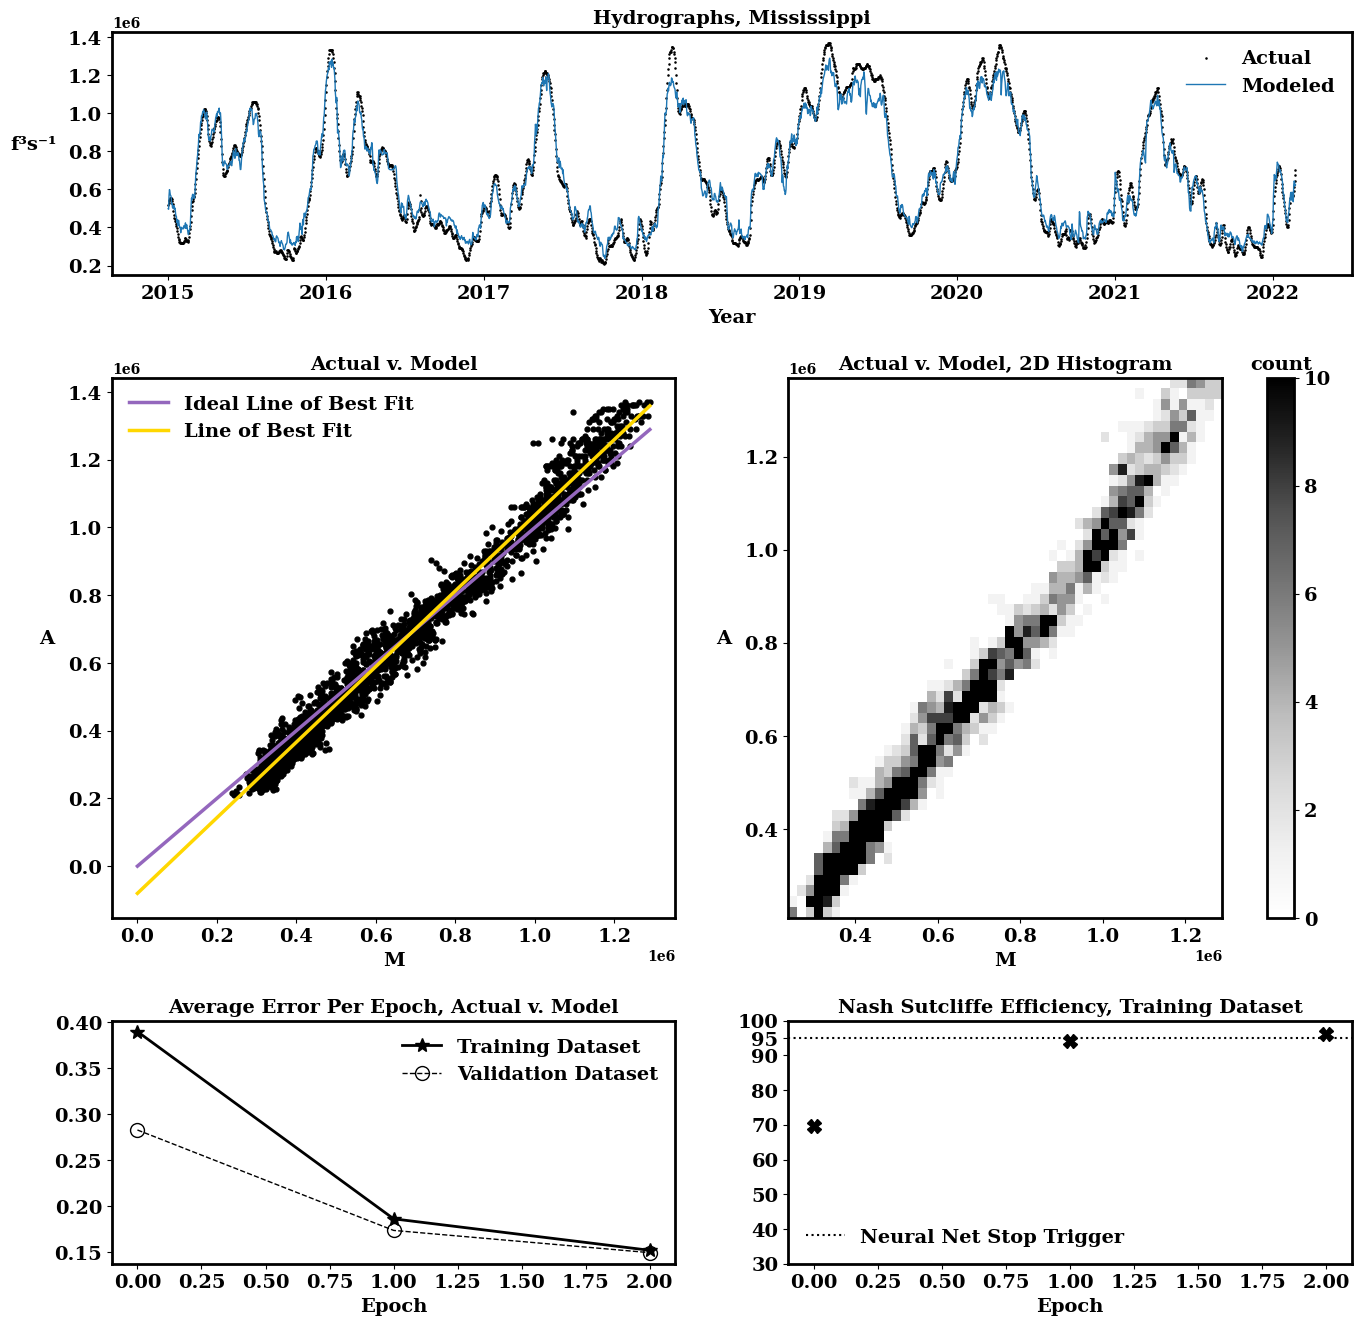 Hydrographs, Mississippi
1e6
1.4
1.2
1.0
0.8
0.6
0.4
0.2
f³s⁻¹
Actual
Modeled
2015 2016 2017 2018 2019 2020 2021 2022
Year
Actual v. Model
1e6
1.4
1.2
1.0
0.8
0.6
0.4
0.2
0.0
A
Ideal Line of Best Fit
Line of Best Fit
0.0 0.2 0.4 0.6 0.8 1.0 1.2
M
1e6
Actual v. Model, 2D Histogram
1e6
1.2
1.0
0.8
0.6
0.4
A
0.4 0.6 0.8 1.0 1.2
M
1e6
count
10
8
6
4
2
0
Average Error Per Epoch, Actual v. Model
0.40
0.35
0.30
0.25
0.20
0.15
Training Dataset
Validation Dataset
0.00 0.25 0.50 0.75 1.00 1.25 1.50 1.75 2.00
Epoch
Nash Sutcliffe Efficiency, Training Dataset
100
95
90
80
70
60
50
40
30
Neural Net Stop Trigger
0.00 0.25 0.50 0.75 1.00 1.25 1.50 1.75 2.00
Epoch